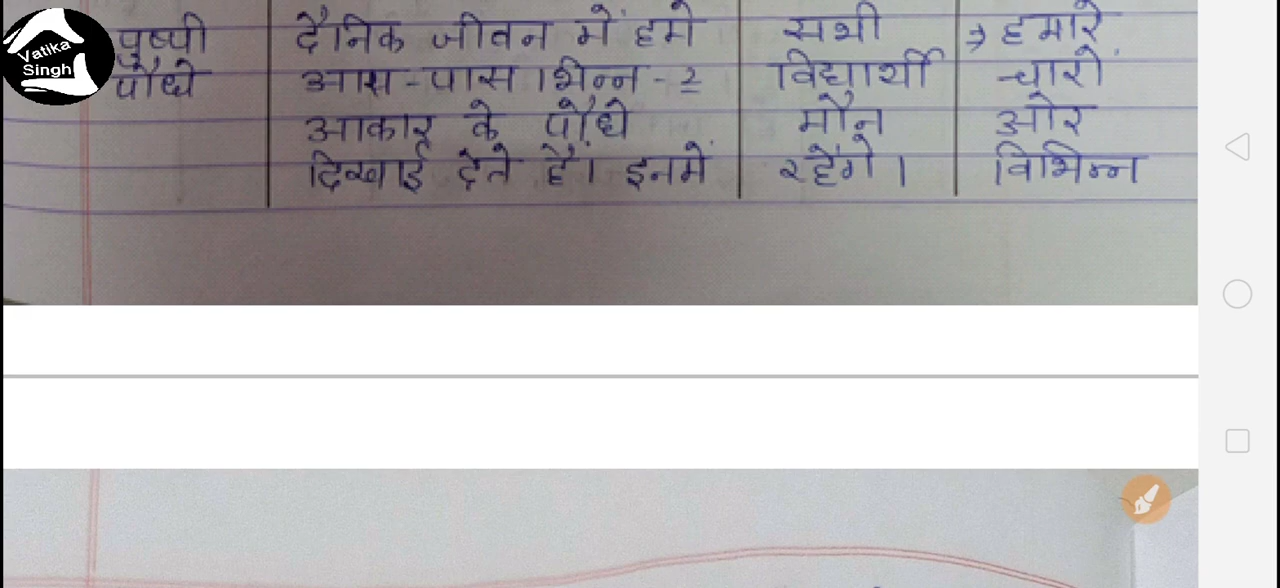 Vatika
Singh
पुष्पी दैनिक जीवन में हमे सभी → हमारे
पौधे आस-पास भिन्न-2 विद्यार्थी चारों
आकार के पौधे मौन ओर
दिखाई देते हैं। इनमें रहेंगे। विभिन्न